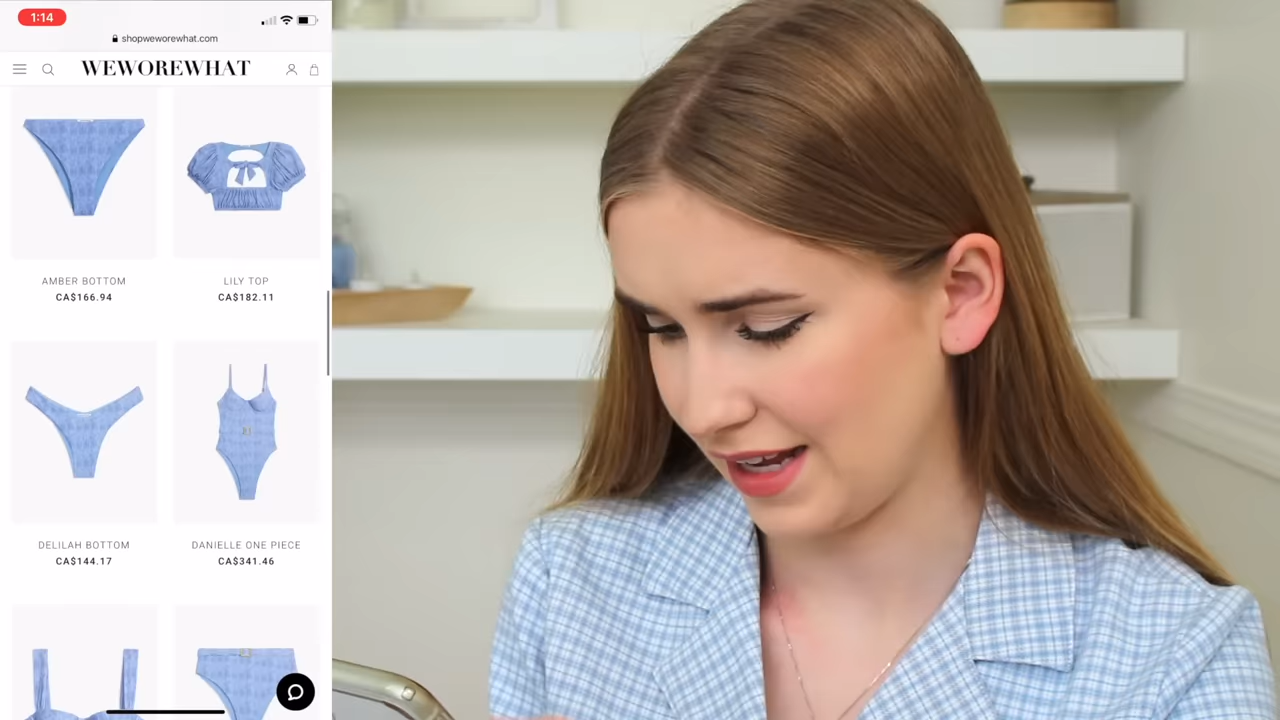 1:14
shopweworewhat.com
WEWOREWHAT
AMBER BOTTOM
CA$166.94
LILY TOP
CA$182.11
DELILAH BOTTOM
CA$144.17
DANIELLE ONE PIECE
CA$341.46